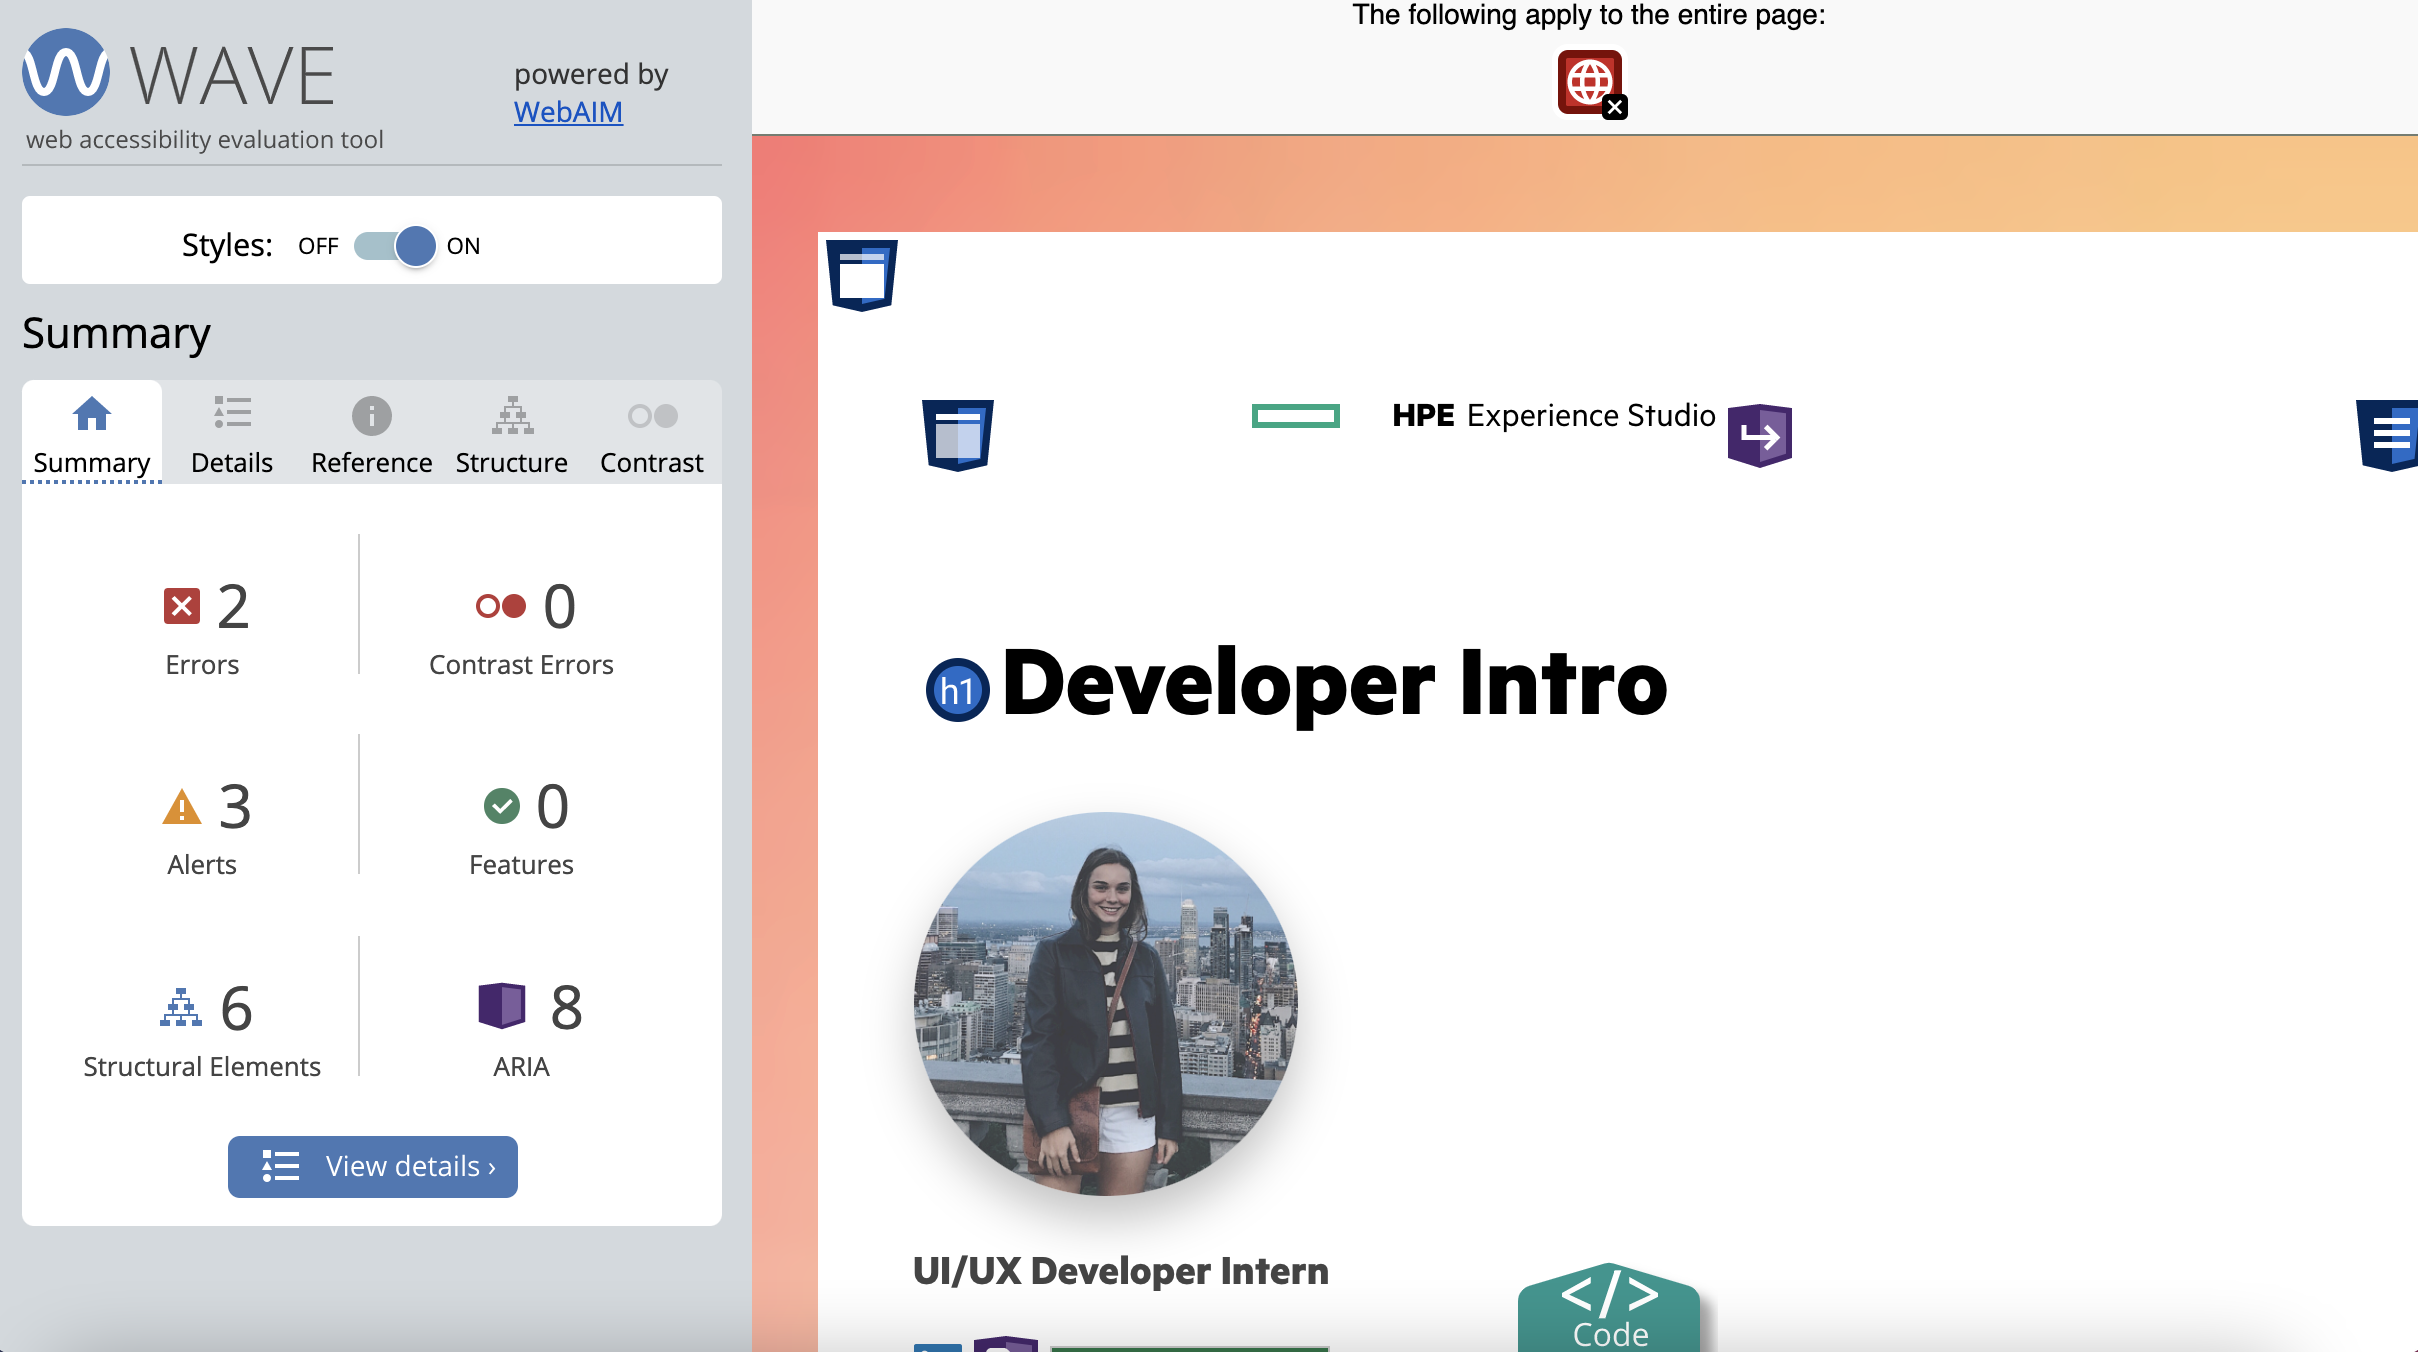 WAVE
powered by
WebAIM
web accessibility evaluation tool
Styles: OFF ON
Summary
Summary Details Reference Structure Contrast
2
Errors
0
Contrast Errors
3
Alerts
0
Features
6
Structural Elements
8
ARIA
View details ›
The following apply to the entire page:
HPE Experience Studio
h1 Developer Intro
UI/UX Developer Intern
</>
Code